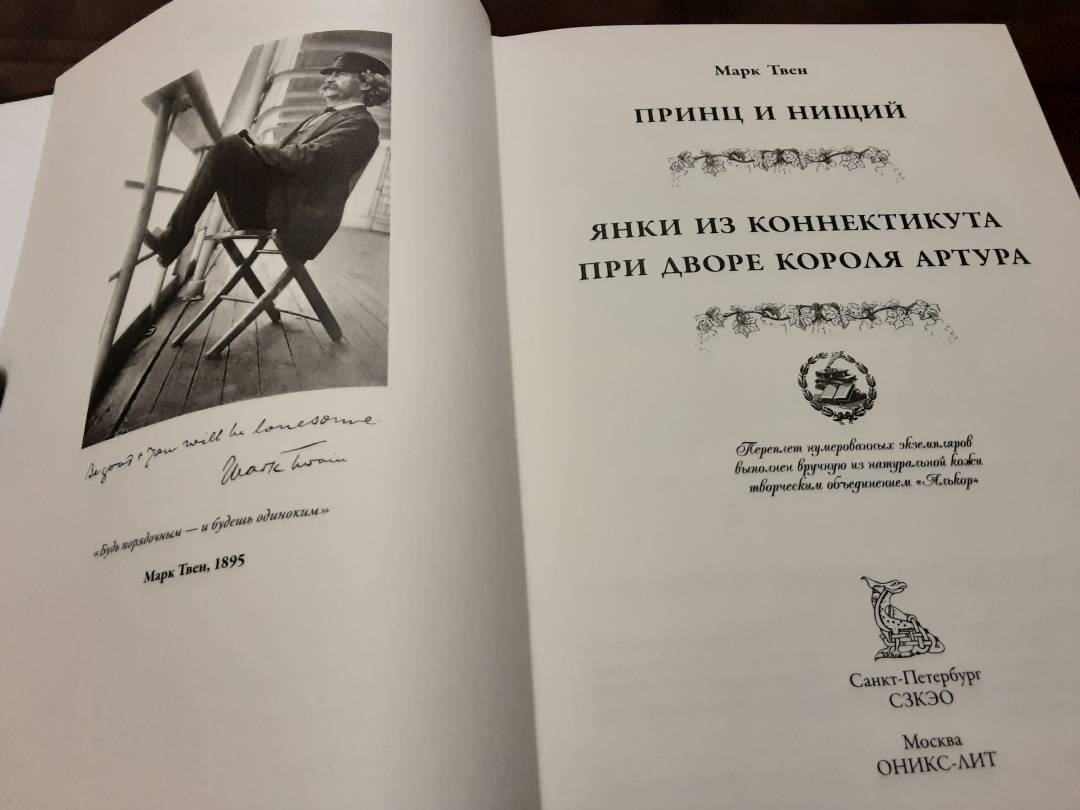 Be good & you will be lonesome.
Mark Twain
«Будь порядочным — и будешь одиноким»
Марк Твен, 1895
Марк Твен
ПРИНЦ И НИЩИЙ
ЯНКИ ИЗ КОННЕКТИКУТА
ПРИ ДВОРЕ КОРОЛЯ АРТУРА
Переплет нумерованных экземпляров
выполнен вручную из натуральной кожи
творческим объединением «Алькор»
Санкт-Петербург
СЗКЭО
Москва
ОНИКС-ЛИТ